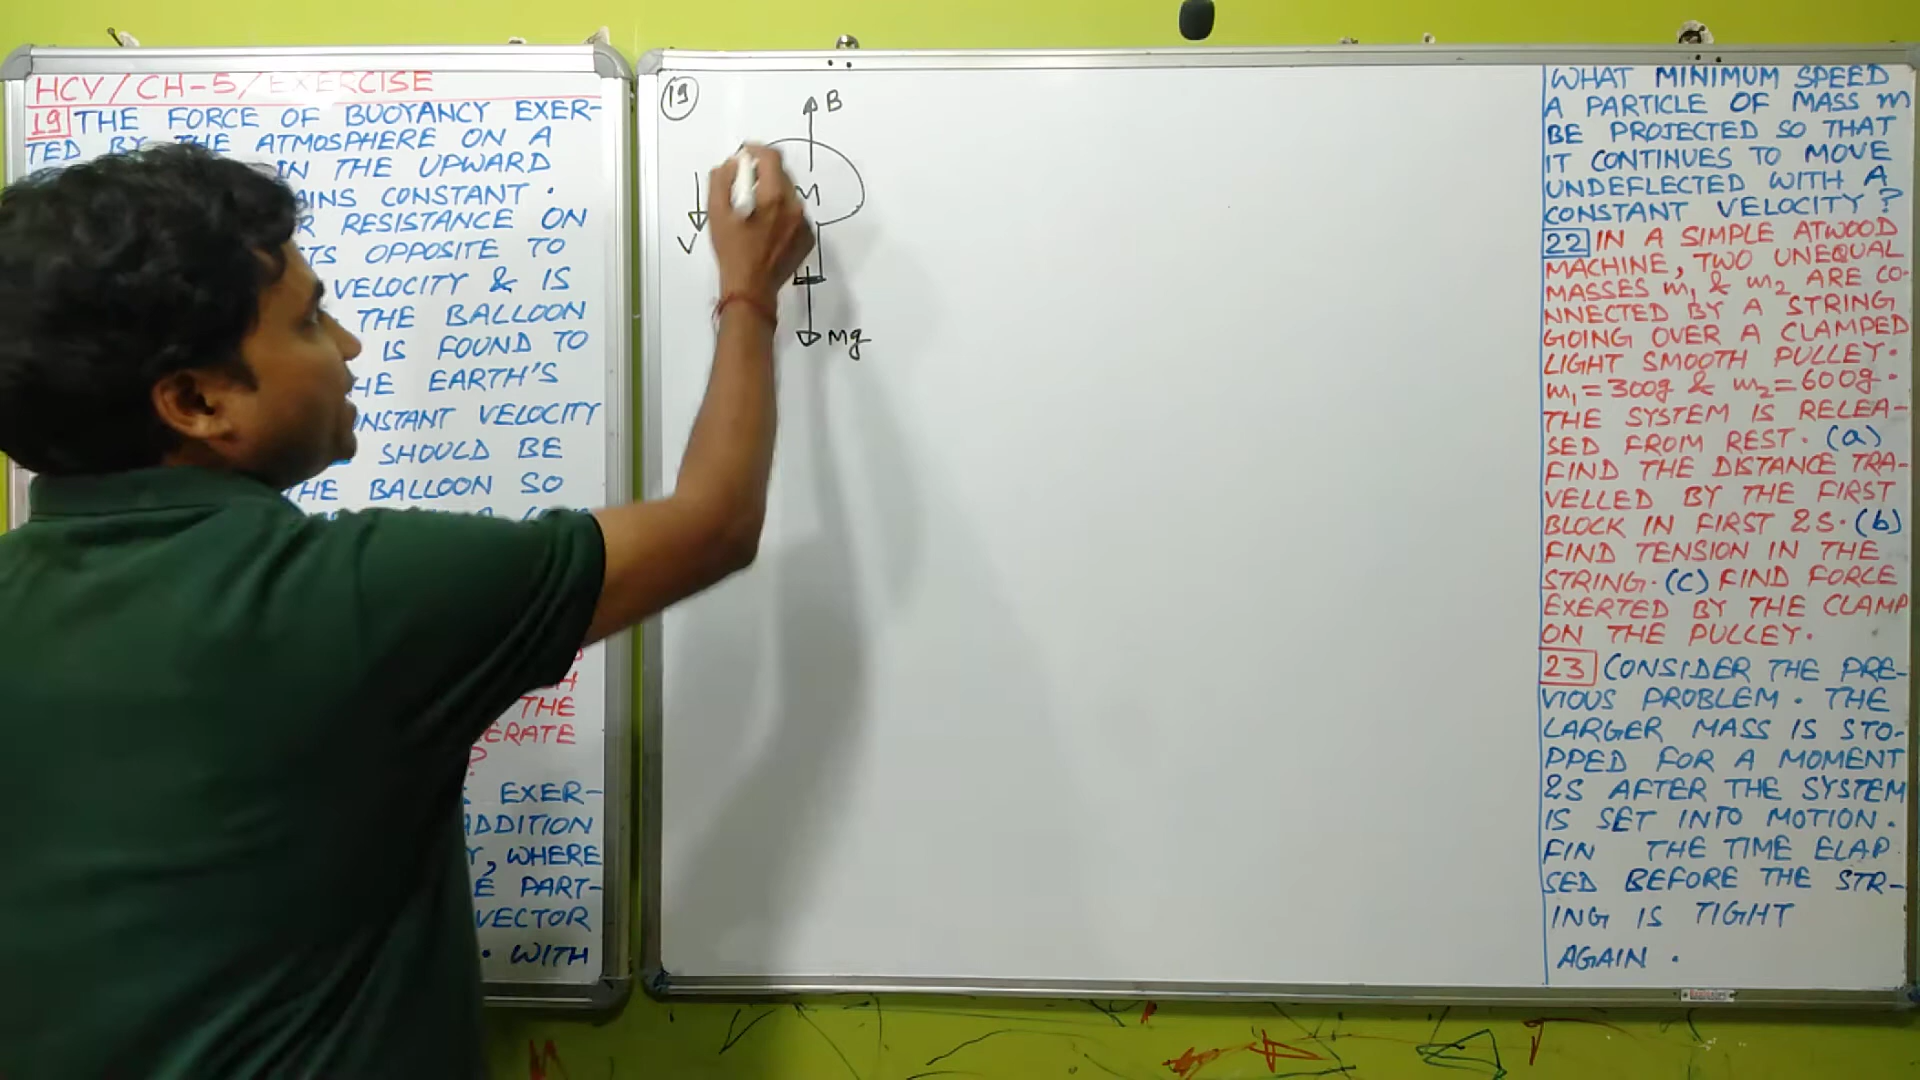 HCV/CH-5/EXERCISE
19 THE FORCE OF BUOYANCY EXER-
TED BY THE ATMOSPHERE ON A
IN THE UPWARD
AINS CONSTANT.
R RESISTANCE ON
TS OPPOSITE TO
VELOCITY & IS
THE BALLOON
IS FOUND TO
HE EARTH'S
NSTANT VELOCITY
SHOULD BE
HE BALLOON SO
H
THE
ERATE
?
EXER-
ADDITION
Y, WHERE
E PART-
VECTOR
. WITH
19
B
M
V
Mg
WHAT MINIMUM SPEED
A PARTICLE OF MASS m
BE PROJECTED SO THAT
IT CONTINUES TO MOVE
UNDEFLECTED WITH A
CONSTANT VELOCITY?
22 IN A SIMPLE ATWOOD
MACHINE, TWO UNEQUAL
MASSES m₁ & m₂ ARE CO-
NNECTED BY A STRING
GOING OVER A CLAMPED
LIGHT SMOOTH PULLEY.
m₁=300g & m₂=600g.
THE SYSTEM IS RELEA-
SED FROM REST. (a)
FIND THE DISTANCE TRA-
VELLED BY THE FIRST
BLOCK IN FIRST 2S. (b)
FIND TENSION IN THE
STRING. (C) FIND FORCE
EXERTED BY THE CLAMP
ON THE PULLEY.
23 CONSIDER THE PRE-
VIOUS PROBLEM. THE
LARGER MASS IS STO-
PPED FOR A MOMENT
2S AFTER THE SYSTEM
IS SET INTO MOTION.
FIN THE TIME ELAP
SED BEFORE THE STR-
ING IS TIGHT
AGAIN.